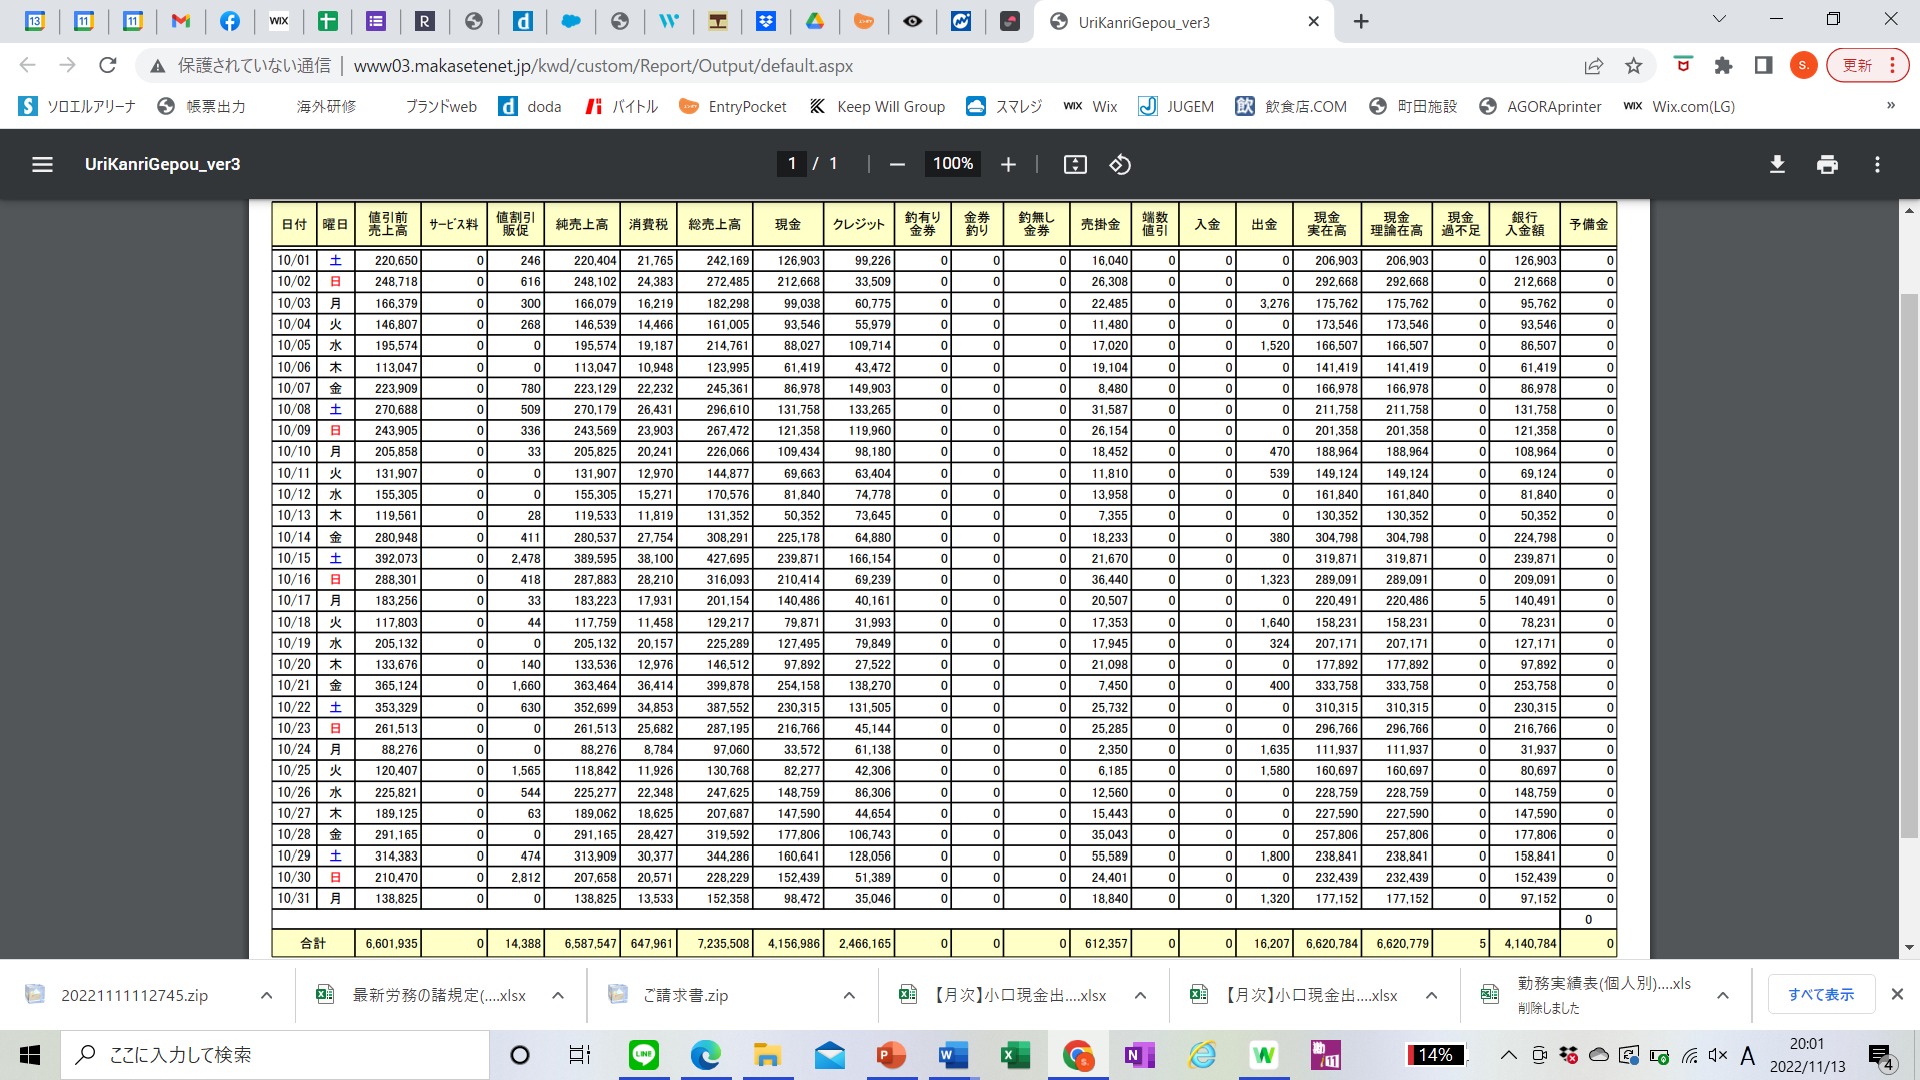 13 11 11 WIX R d W
UriKanriGepou_ver3
保護されていない通信 www03.makasetenet.jp/kwd/custom/Report/Output/default.aspx S. 更新
ソロエルアリーナ 帳票出力 海外研修 ブランドweb doda バイトル EntryPocket Keep Will Group スマレジ WIX Wix JUGEM 飲食店.COM 町田施設 AGORAprinter WIX Wix.com(LG) »
UriKanriGepou_ver3 1 / 1 100%
日付 曜日 値引前売上高 サービス料 値割引販促 純売上高 消費税 総売上高 現金 クレジット 釣有り金券 金券釣り 釣無し金券 売掛金 端数値引 入金 出金 現金実在高 現金理論在高 現金過不足 銀行入金額 予備金
10/01 土 220,650 0 246 220,404 21,765 242,169 126,903 99,226 0 0 0 16,040 0 0 0 206,903 206,903 0 126,903 0
10/02 日 248,718 0 616 248,102 24,383 272,485 212,668 33,509 0 0 0 26,308 0 0 0 292,668 292,668 0 212,668 0
10/03 月 166,379 0 300 166,079 16,219 182,298 99,038 60,775 0 0 0 22,485 0 0 3,276 175,762 175,762 0 95,762 0
10/04 火 146,807 0 268 146,539 14,466 161,005 93,546 55,979 0 0 0 11,480 0 0 0 173,546 173,546 0 93,546 0
10/05 水 195,574 0 0 195,574 19,187 214,761 88,027 109,714 0 0 0 17,020 0 0 1,520 166,507 166,507 0 86,507 0
10/06 木 113,047 0 0 113,047 10,948 123,995 61,419 43,472 0 0 0 19,104 0 0 0 141,419 141,419 0 61,419 0
10/07 金 223,909 0 780 223,129 22,232 245,361 86,978 149,903 0 0 0 8,480 0 0 0 166,978 166,978 0 86,978 0
10/08 土 270,688 0 509 270,179 26,431 296,610 131,758 133,265 0 0 0 31,587 0 0 0 211,758 211,758 0 131,758 0
10/09 日 243,905 0 336 243,569 23,903 267,472 121,358 119,960 0 0 0 26,154 0 0 0 201,358 201,358 0 121,358 0
10/10 月 205,858 0 33 205,825 20,241 226,066 109,434 98,180 0 0 0 18,452 0 0 470 188,964 188,964 0 108,964 0
10/11 火 131,907 0 0 131,907 12,970 144,877 69,663 63,404 0 0 0 11,810 0 0 539 149,124 149,124 0 69,124 0
10/12 水 155,305 0 0 155,305 15,271 170,576 81,840 74,778 0 0 0 13,958 0 0 0 161,840 161,840 0 81,840 0
10/13 木 119,561 0 28 119,533 11,819 131,352 50,352 73,645 0 0 0 7,355 0 0 0 130,352 130,352 0 50,352 0
10/14 金 280,948 0 411 280,537 27,754 308,291 225,178 64,880 0 0 0 18,233 0 0 380 304,798 304,798 0 224,798 0
10/15 土 392,073 0 2,478 389,595 38,100 427,695 239,871 166,154 0 0 0 21,670 0 0 0 319,871 319,871 0 239,871 0
10/16 日 288,301 0 418 287,883 28,210 316,093 210,414 69,239 0 0 0 36,440 0 0 1,323 289,091 289,091 0 209,091 0
10/17 月 183,256 0 33 183,223 17,931 201,154 140,486 40,161 0 0 0 20,507 0 0 0 220,491 220,486 5 140,491 0
10/18 火 117,803 0 44 117,759 11,458 129,217 79,871 31,993 0 0 0 17,353 0 0 1,640 158,231 158,231 0 78,231 0
10/19 水 205,132 0 0 205,132 20,157 225,289 127,495 79,849 0 0 0 17,945 0 0 324 207,171 207,171 0 127,171 0
10/20 木 133,676 0 140 133,536 12,976 146,512 97,892 27,522 0 0 0 21,098 0 0 0 177,892 177,892 0 97,892 0
10/21 金 365,124 0 1,660 363,464 36,414 399,878 254,158 138,270 0 0 0 7,450 0 0 400 333,758 333,758 0 253,758 0
10/22 土 353,329 0 630 352,699 34,853 387,552 230,315 131,505 0 0 0 25,732 0 0 0 310,315 310,315 0 230,315 0
10/23 日 261,513 0 0 261,513 25,682 287,195 216,766 45,144 0 0 0 25,285 0 0 0 296,766 296,766 0 216,766 0
10/24 月 88,276 0 0 88,276 8,784 97,060 33,572 61,138 0 0 0 2,350 0 0 1,635 111,937 111,937 0 31,937 0
10/25 火 120,407 0 1,565 118,842 11,926 130,768 82,277 42,306 0 0 0 6,185 0 0 1,580 160,697 160,697 0 80,697 0
10/26 水 225,821 0 544 225,277 22,348 247,625 148,759 86,306 0 0 0 12,560 0 0 0 228,759 228,759 0 148,759 0
10/27 木 189,125 0 63 189,062 18,625 207,687 147,590 44,654 0 0 0 15,443 0 0 0 227,590 227,590 0 147,590 0
10/28 金 291,165 0 0 291,165 28,427 319,592 177,806 106,743 0 0 0 35,043 0 0 0 257,806 257,806 0 177,806 0
10/29 土 314,383 0 474 313,909 30,377 344,286 160,641 128,056 0 0 0 55,589 0 0 1,800 238,841 238,841 0 158,841 0
10/30 日 210,470 0 2,812 207,658 20,571 228,229 152,439 51,389 0 0 0 24,401 0 0 0 232,439 232,439 0 152,439 0
10/31 月 138,825 0 0 138,825 13,533 152,358 98,472 35,046 0 0 0 18,840 0 0 1,320 177,152 177,152 0 97,152 0
0
合計 6,601,935 0 14,388 6,587,547 647,961 7,235,508 4,156,986 2,466,165 0 0 0 612,357 0 0 16,207 6,620,784 6,620,779 5 4,140,784 0
20221111112745.zip 最新労務の諸規定(....xlsx ご請求書.zip 【月次】小口現金出....xlsx 【月次】小口現金出....xlsx 勤務実績表(個人別)....xls すべて表示
削除しました
ここに入力して検索 LINE P W X S. N W 勤 11 14% A 20:01
2022/11/13 4